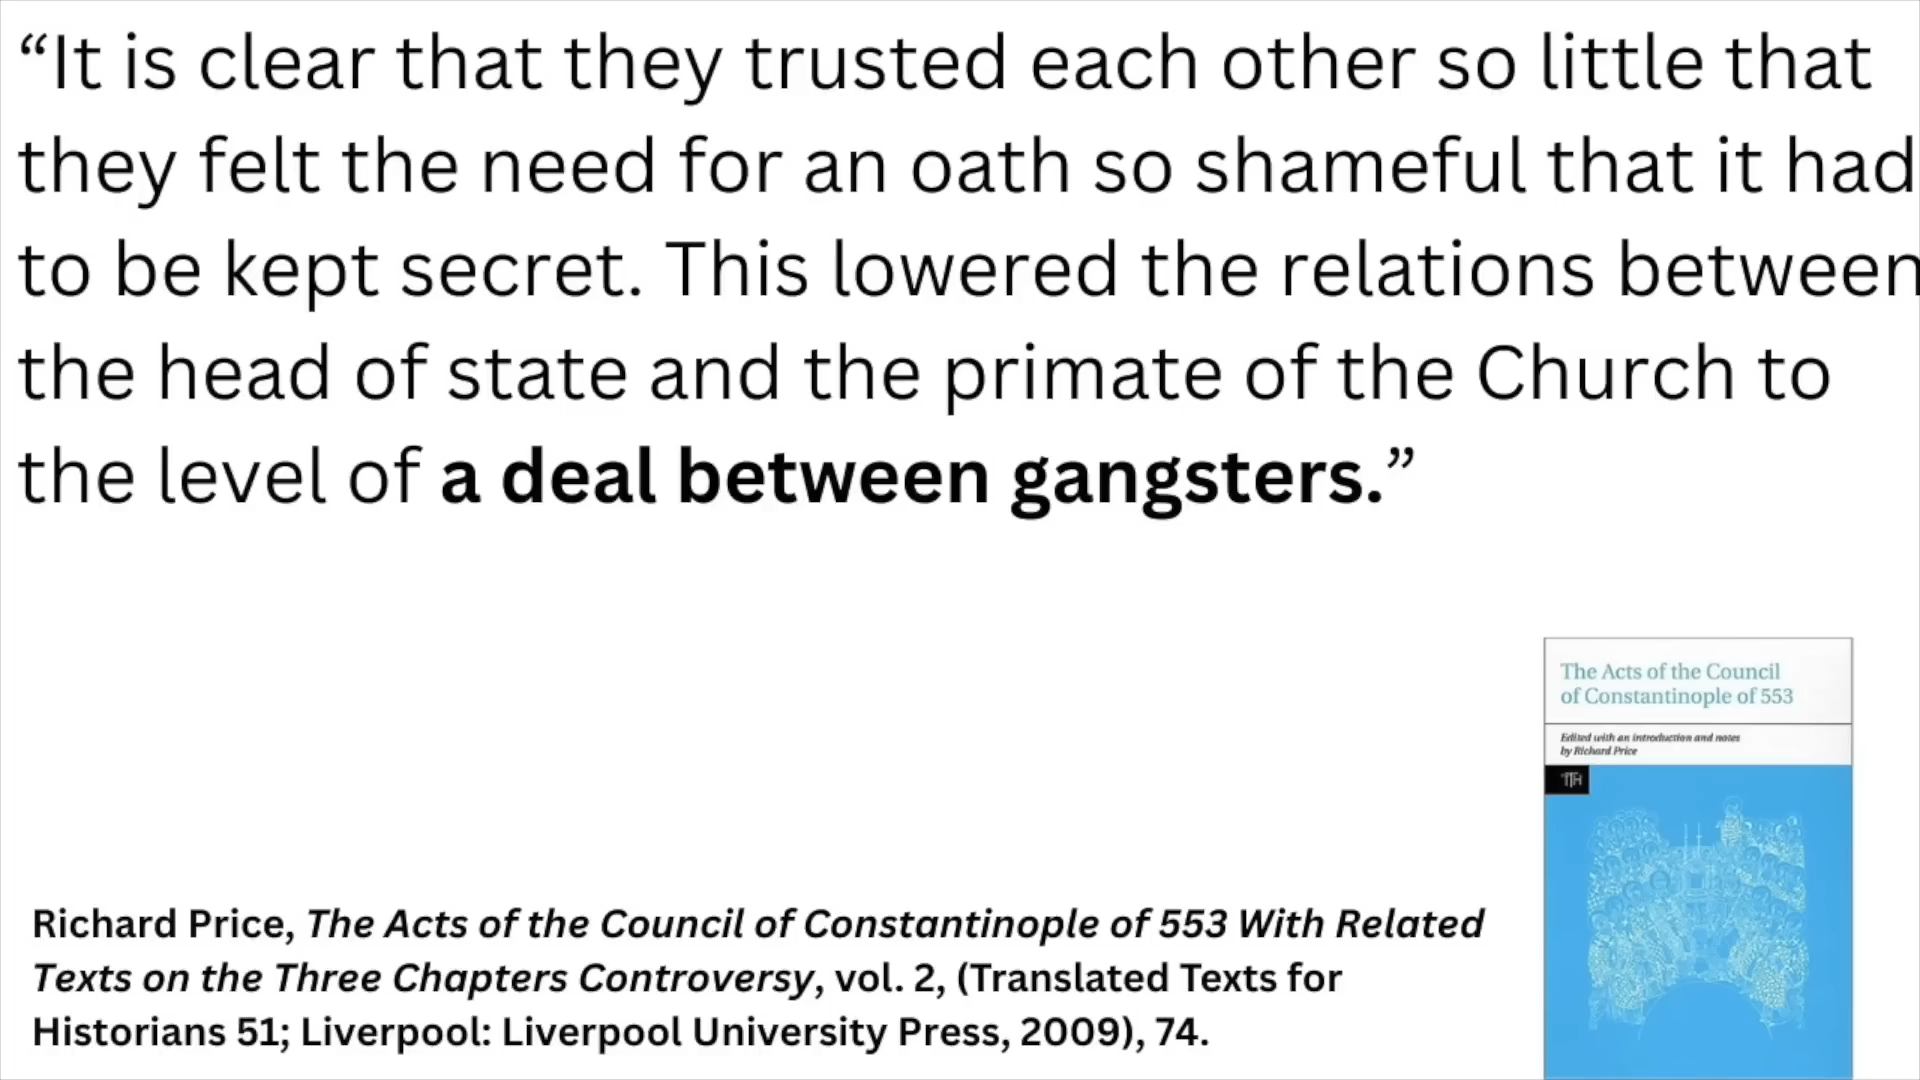 “It is clear that they trusted each other so little that
they felt the need for an oath so shameful that it had
to be kept secret. This lowered the relations between
the head of state and the primate of the Church to
the level of a deal between gangsters.”
The Acts of the Council
of Constantinople of 553
Edited with an introduction and notes
by Richard Price
TTH
Richard Price, The Acts of the Council of Constantinople of 553 With Related
Texts on the Three Chapters Controversy, vol. 2, (Translated Texts for
Historians 51; Liverpool: Liverpool University Press, 2009), 74.